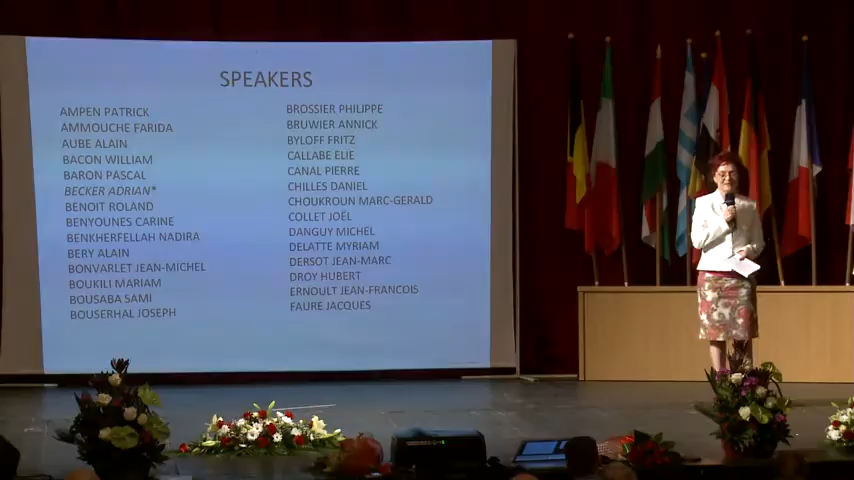 SPEAKERS
AMPEN PATRICK
AMMOUCHE FARIDA
AUBE ALAIN
BACON WILLIAM
BARON PASCAL
BECKER ADRIAN*
BENOIT ROLAND
BENYOUNES CARINE
BENKHERFELLAH NADIRA
BERY ALAIN
BONVARLET JEAN-MICHEL
BOUKILI MARIAM
BOUSABA SAMI
BOUSERHAL JOSEPH
BROSSIER PHILIPPE
BRUWIER ANNICK
BYLOFF FRITZ
CALLABE ELIE
CANAL PIERRE
CHILLES DANIEL
CHOUKROUN MARC-GERALD
COLLET JOËL
DANGUY MICHEL
DELATTE MYRIAM
DERSOT JEAN-MARC
DROY HUBERT
ERNOULT JEAN-FRANCOIS
FAURE JACQUES